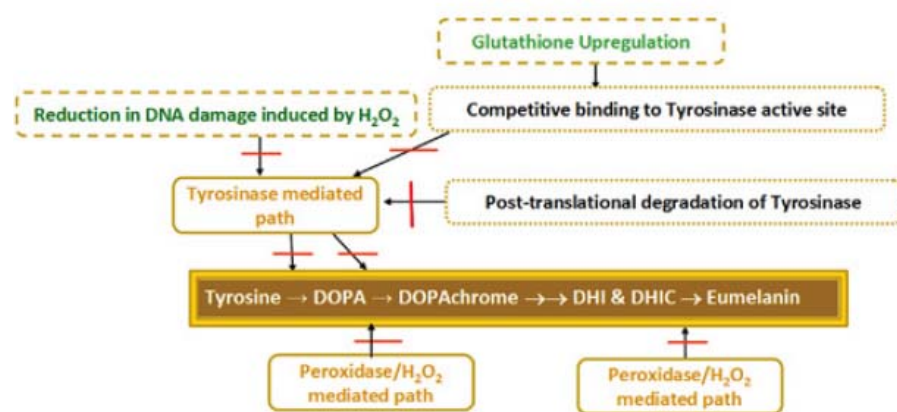 Glutathione Upregulation
Reduction in DNA damage induced by H₂O₂
Competitive binding to Tyrosinase active site
Tyrosinase mediated
path
Post-translational degradation of Tyrosinase
Tyrosine → DOPA → DOPAchrome →→ DHI & DHIC → Eumelanin
Peroxidase/H₂O₂
mediated path
Peroxidase/H₂O₂
mediated path